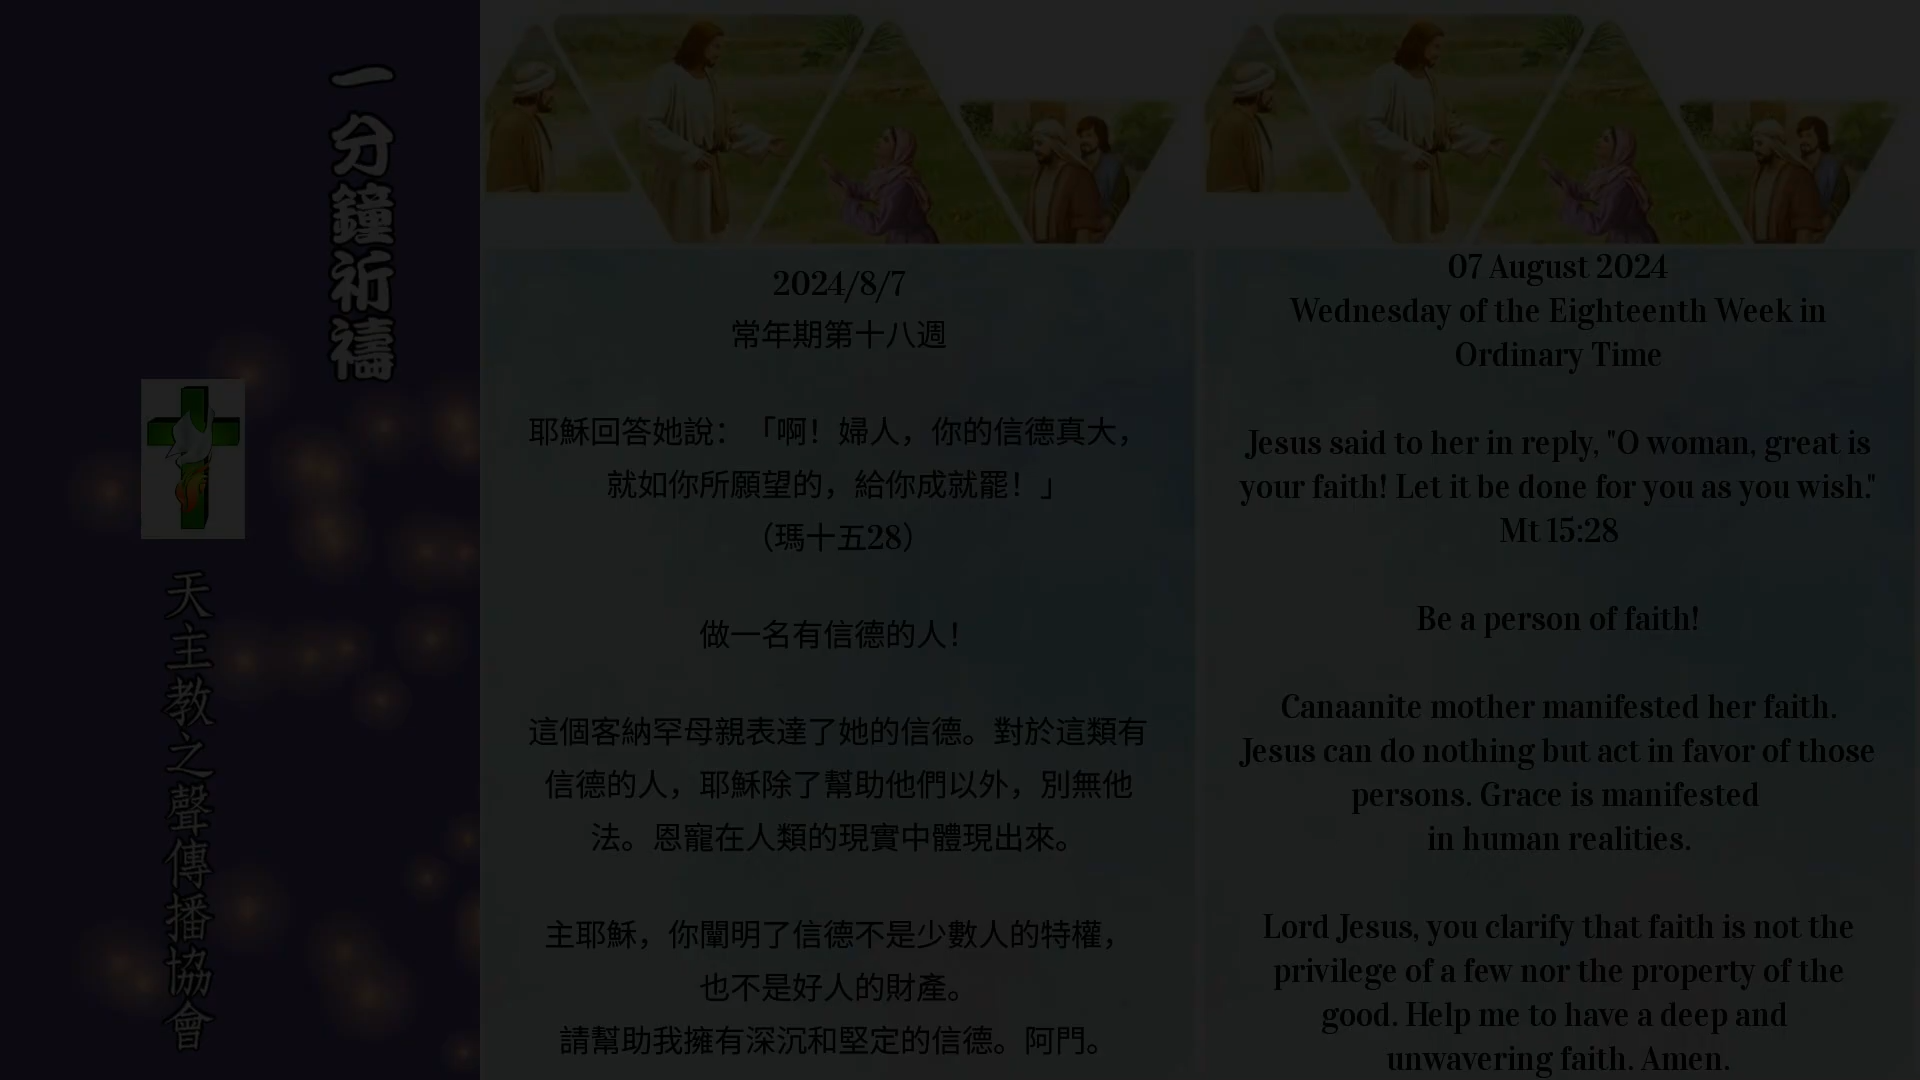 一分鐘祈禱
天主教之聲傳播協會
2024/8/7
常年期第十八週
耶穌回答她說：「啊！婦人，你的信德真大，
就如你所願望的，給你成就罷！」
（瑪十五28）
做一名有信德的人！
這個客納罕母親表達了她的信德。對於這類有
信德的人，耶穌除了幫助他們以外，別無他
法。恩寵在人類的現實中體現出來。
主耶穌，你闡明了信德不是少數人的特權，
也不是好人的財產。
請幫助我擁有深沉和堅定的信德。阿門。
07 August 2024
Wednesday of the Eighteenth Week in
Ordinary Time
Jesus said to her in reply, "O woman, great is
your faith! Let it be done for you as you wish."
Mt 15:28
Be a person of faith!
Canaanite mother manifested her faith.
Jesus can do nothing but act in favor of those
persons. Grace is manifested
in human realities.
Lord Jesus, you clarify that faith is not the
privilege of a few nor the property of the
good. Help me to have a deep and
unwavering faith. Amen.